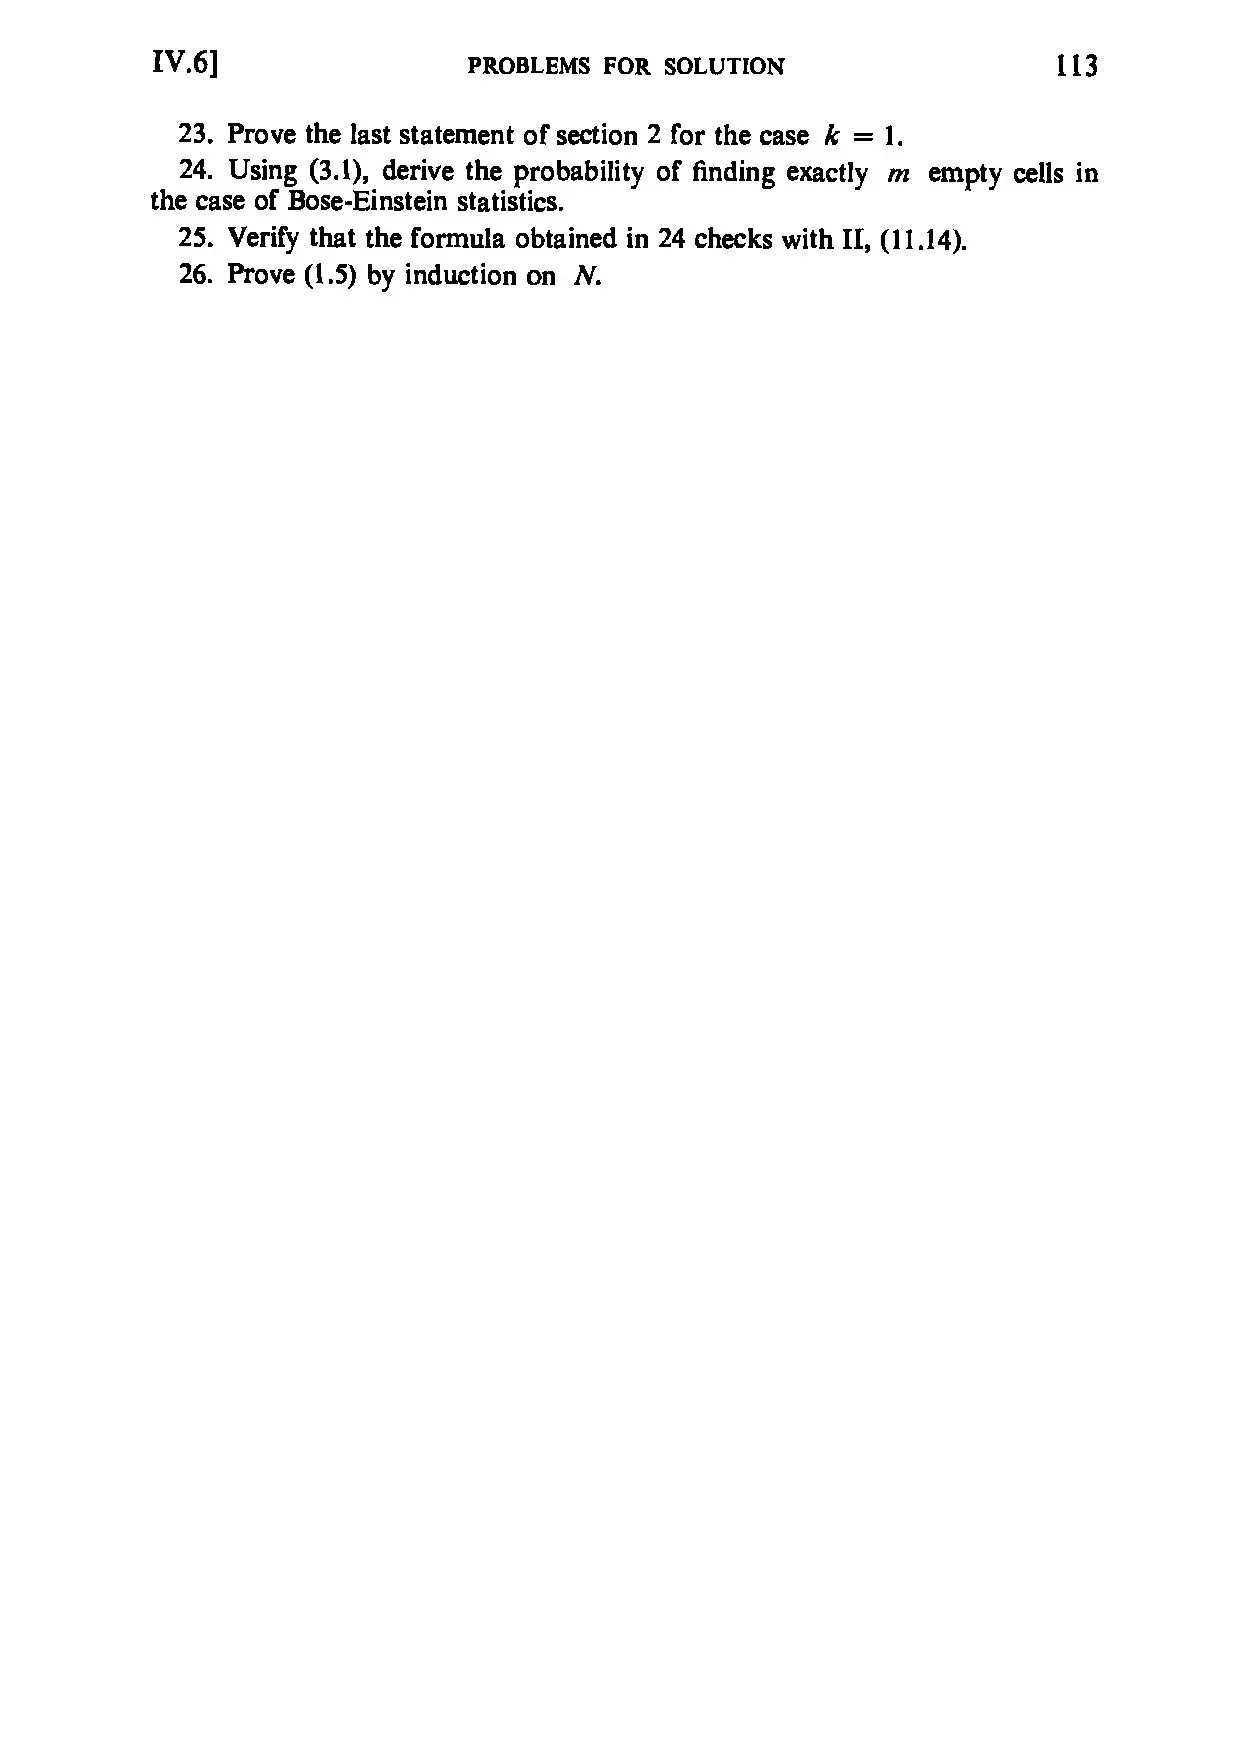 IV.6] PROBLEMS FOR SOLUTION 113
23. Prove the last statement of section 2 for the case k = 1.
24. Using (3.1), derive the probability of finding exactly m empty cells in
the case of Bose-Einstein statistics.
25. Verify that the formula obtained in 24 checks with II, (11.14).
26. Prove (1.5) by induction on N.